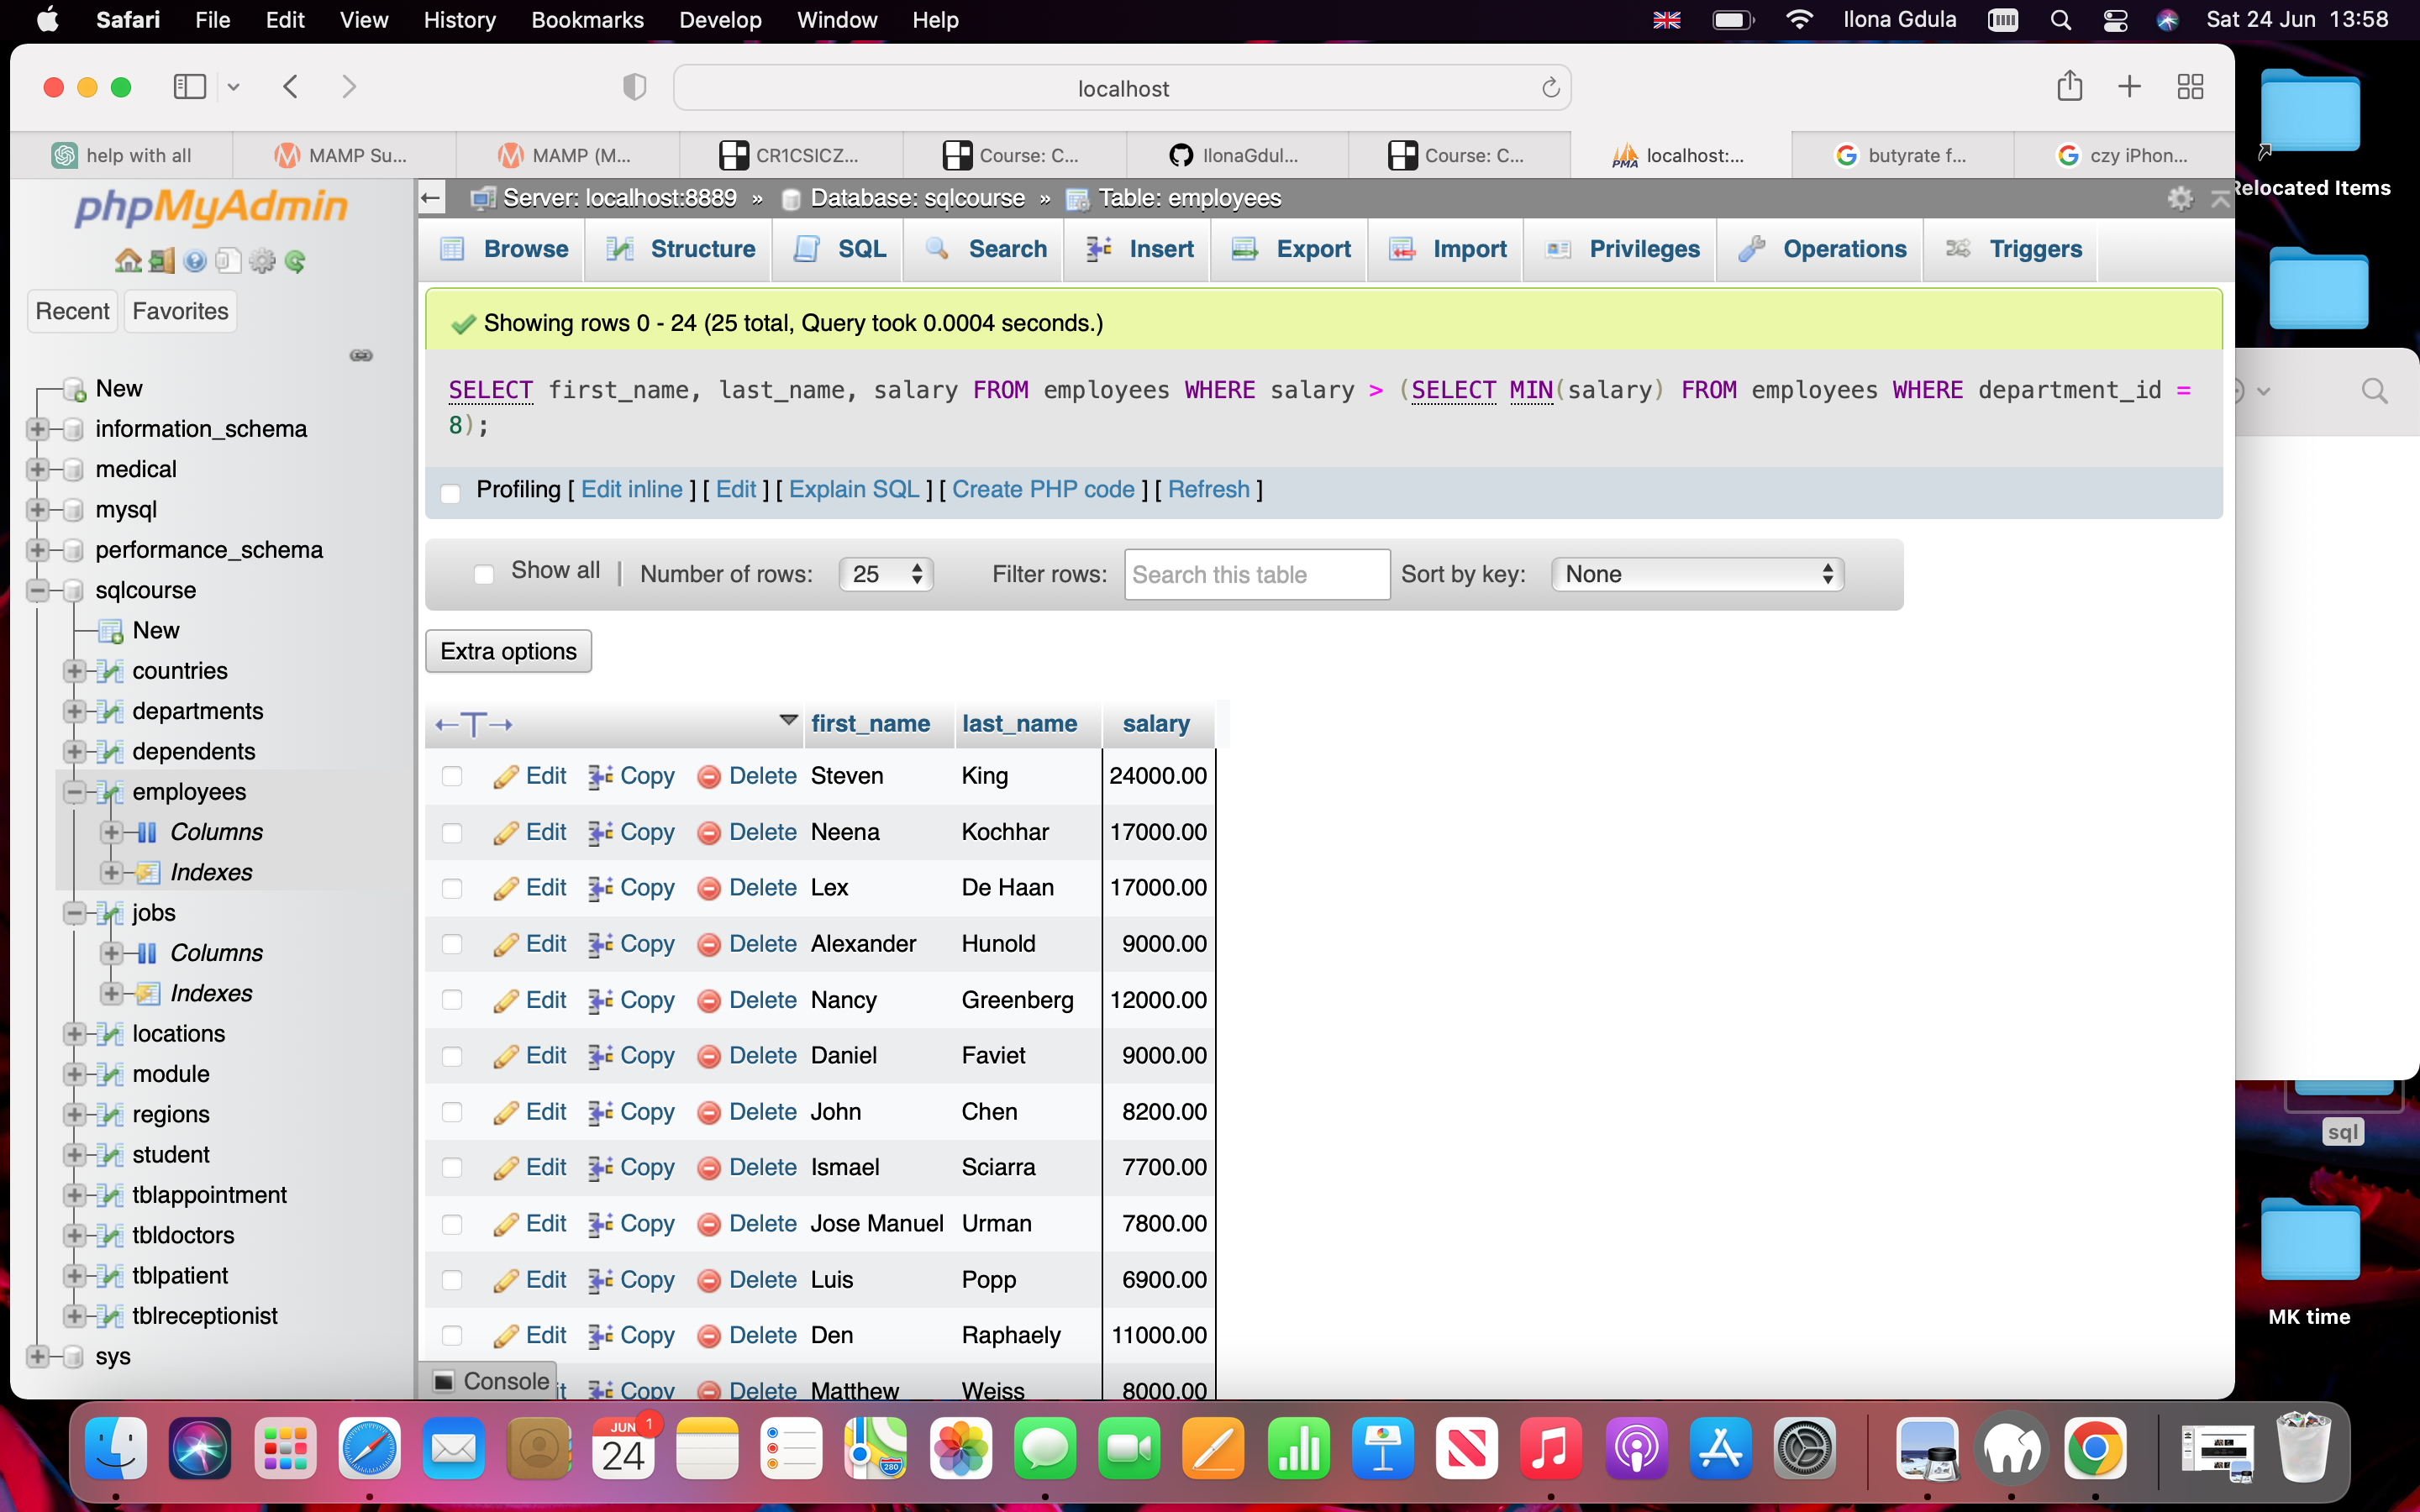 Safari File Edit View History Bookmarks Develop Window Help Ilona Gdula Sat 24 Jun 13:58
localhost
help with all MAMP Su... MAMP (M... CR1CSICZ... Course: C... IlonaGdul... Course: C... localhost:... butyrate f... czy iPhon...
phpMyAdmin
Recent Favorites
New
information_schema
medical
mysql
performance_schema
sqlcourse
New
countries
departments
dependents
employees
Columns
Indexes
jobs
Columns
Indexes
locations
module
regions
student
tblappointment
tbldoctors
tblpatient
tblreceptionist
sys
Server: localhost:8889 » Database: sqlcourse » Table: employees
Browse Structure SQL Search Insert Export Import Privileges Operations Triggers
Showing rows 0 - 24 (25 total, Query took 0.0004 seconds.)
SELECT first_name, last_name, salary FROM employees WHERE salary > (SELECT MIN(salary) FROM employees WHERE department_id =
8);
Profiling [ Edit inline ] [ Edit ] [ Explain SQL ] [ Create PHP code ] [ Refresh ]
Show all | Number of rows: 25 Filter rows: Search this table Sort by key: None
Extra options
←T→ first_name last_name salary
Edit Copy Delete Steven King 24000.00
Edit Copy Delete Neena Kochhar 17000.00
Edit Copy Delete Lex De Haan 17000.00
Edit Copy Delete Alexander Hunold 9000.00
Edit Copy Delete Nancy Greenberg 12000.00
Edit Copy Delete Daniel Faviet 9000.00
Edit Copy Delete John Chen 8200.00
Edit Copy Delete Ismael Sciarra 7700.00
Edit Copy Delete Jose Manuel Urman 7800.00
Edit Copy Delete Luis Popp 6900.00
Edit Copy Delete Den Raphaely 11000.00
Console it Copy Delete Matthew Weiss 8000.00
Relocated Items
sql
MK time
JUN 1
24
280